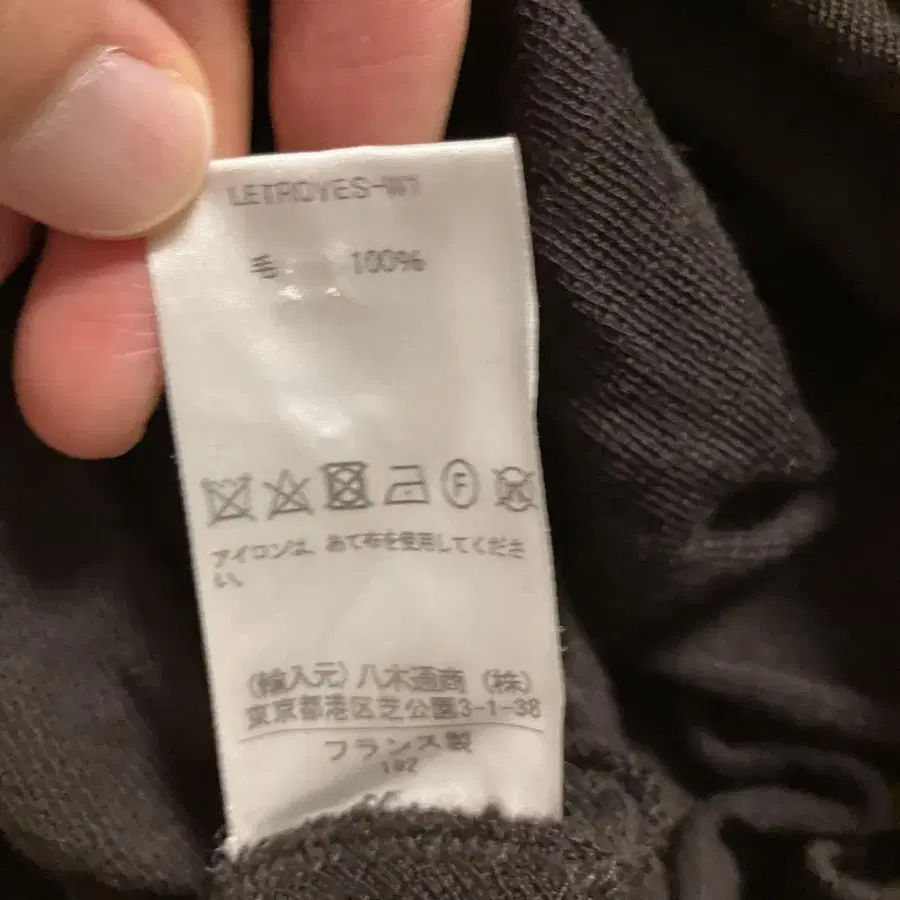 LETROYES-W1
毛 100%
F
アイロンは、あて布を使用してくださ
い。
(輸入元) 八木通商 (株)
東京都港区芝公園3-1-38
フランス製
192